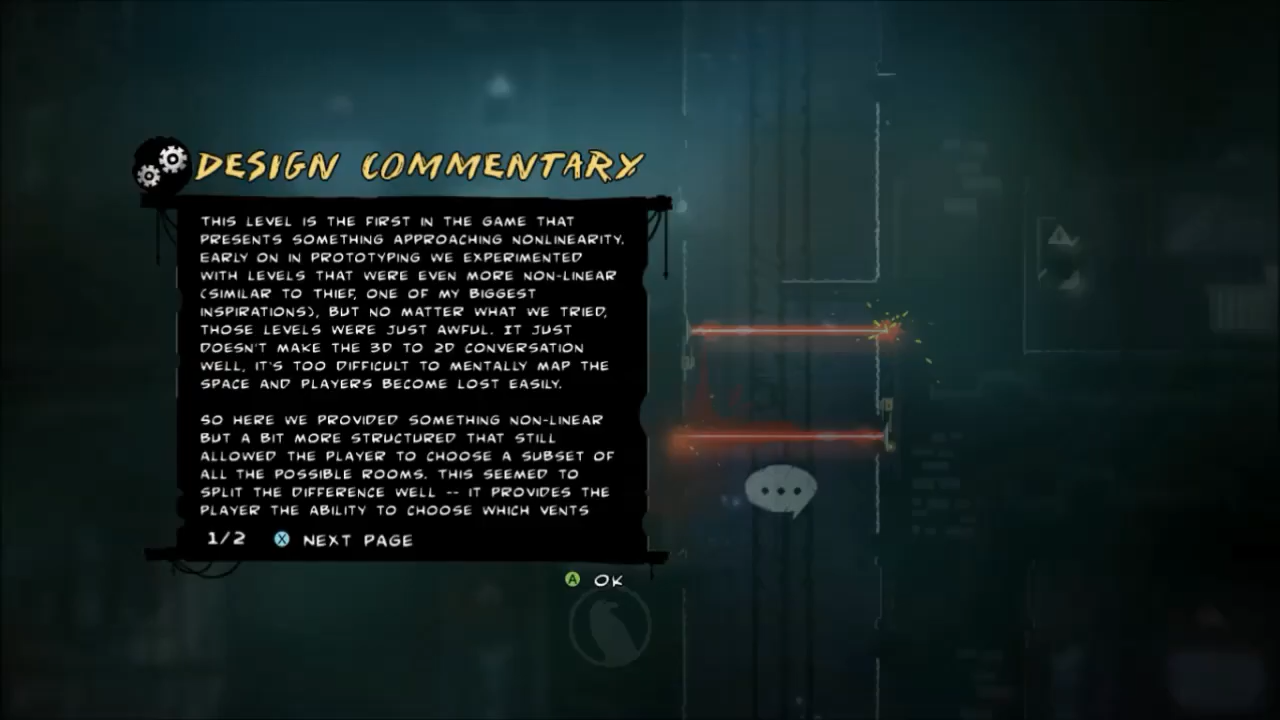 DESIGN COMMENTARY
THIS LEVEL IS THE FIRST IN THE GAME THAT
PRESENTS SOMETHING APPROACHING NONLINEARITY.
EARLY ON IN PROTOTYPING WE EXPERIMENTED
WITH LEVELS THAT WERE EVEN MORE NON-LINEAR
(SIMILAR TO THIEF, ONE OF MY BIGGEST
INSPIRATIONS), BUT NO MATTER WHAT WE TRIED,
THOSE LEVELS WERE JUST AWFUL. IT JUST
DOESN'T MAKE THE 3D TO 2D CONVERSATION
WELL, IT'S TOO DIFFICULT TO MENTALLY MAP THE
SPACE AND PLAYERS BECOME LOST EASILY.
SO HERE WE PROVIDED SOMETHING NON-LINEAR
BUT A BIT MORE STRUCTURED THAT STILL
ALLOWED THE PLAYER TO CHOOSE A SUBSET OF
ALL THE POSSIBLE ROOMS. THIS SEEMED TO
SPLIT THE DIFFERENCE WELL -- IT PROVIDES THE
PLAYER THE ABILITY TO CHOOSE WHICH VENTS
1/2 X NEXT PAGE
A OK